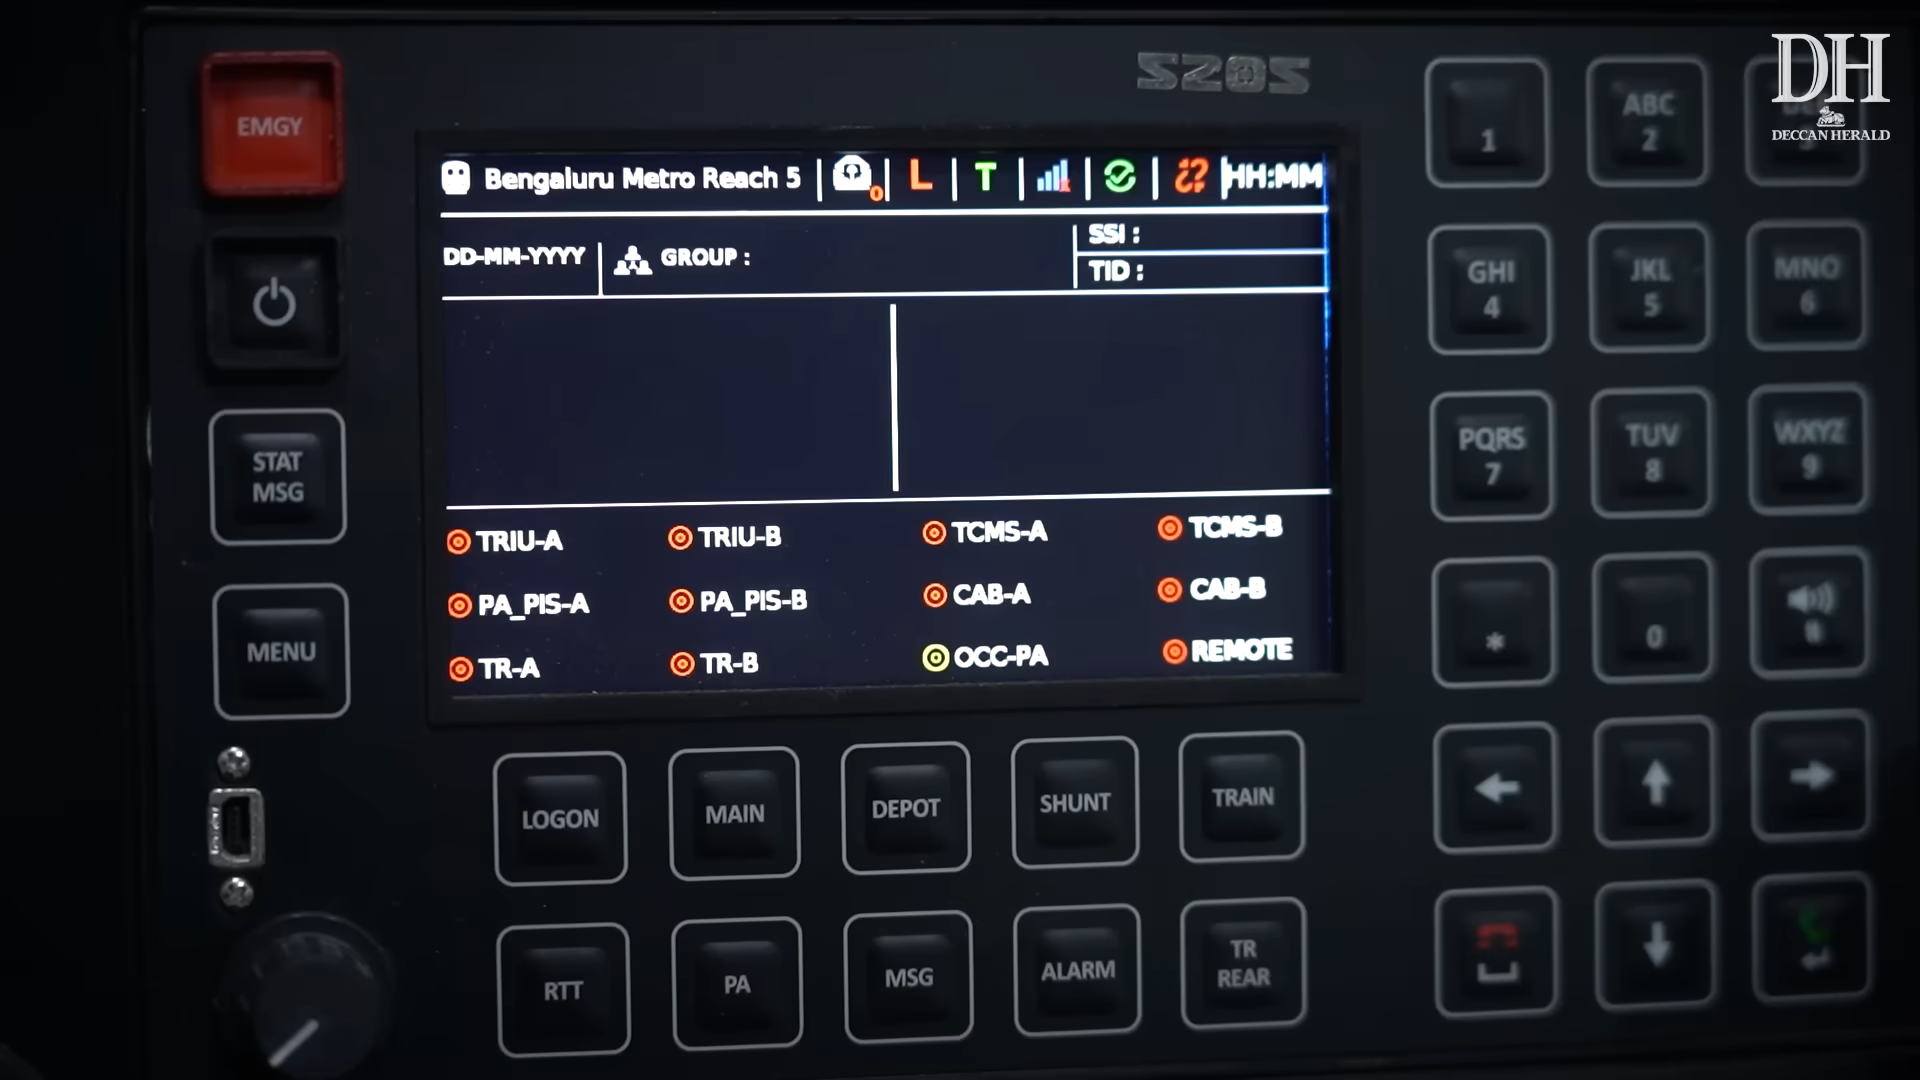 EMGY
STAT
MSG
MENU
Bengaluru Metro Reach 5
0
L
T
HH:MM
DD-MM-YYYY
GROUP :
SSI :
TID :
TRIU-A
TRIU-B
TCMS-A
TCMS-B
PA_PIS-A
PA_PIS-B
CAB-A
CAB-B
TR-A
TR-B
OCC-PA
REMOTE
LOGON
MAIN
DEPOT
SHUNT
TRAIN
RTT
PA
MSG
ALARM
TR
REAR
1
ABC
2
GHI
4
JKL
5
MNO
6
PQRS
7
TUV
8
WXYZ
9
*
0
DH
DECCAN HERALD